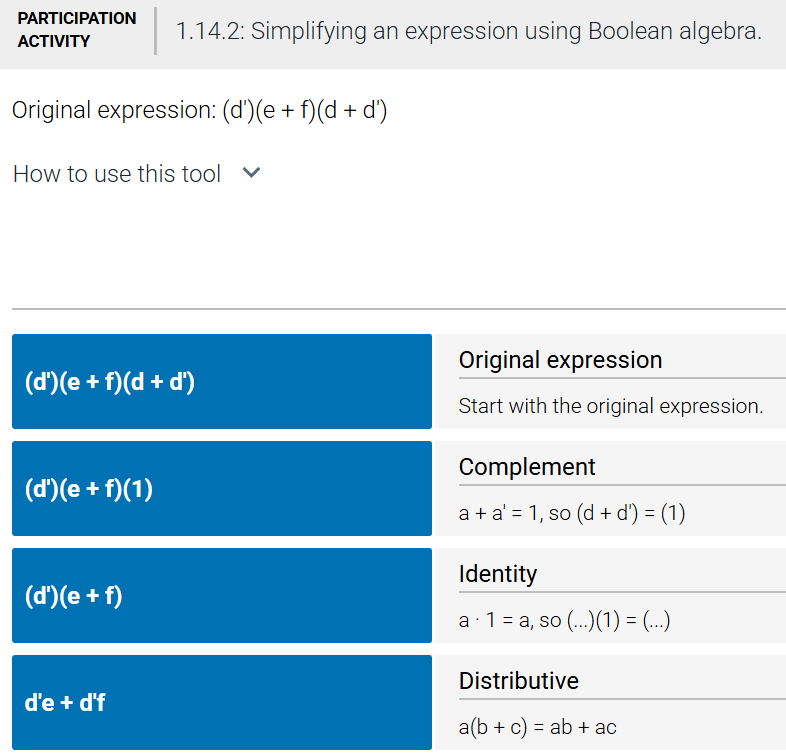 PARTICIPATION
ACTIVITY
1.14.2: Simplifying an expression using Boolean algebra.
Original expression: (d')(e + f)(d + d')
How to use this tool
(d')(e + f)(d + d')
Original expression
Start with the original expression.
(d')(e + f)(1)
Complement
a + a' = 1, so (d + d') = (1)
(d')(e + f)
Identity
a · 1 = a, so (...)(1) = (...)
d'e + d'f
Distributive
a(b + c) = ab + ac